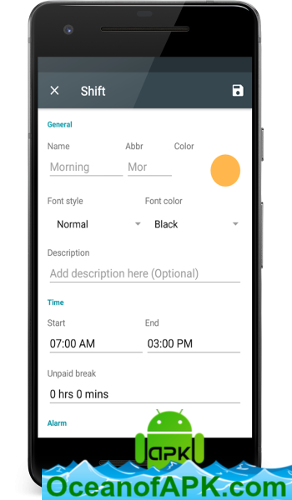 Shift
General
Name Abbr Color
Morning Mor
Font style Font color
Normal Black
Description
Add description here (Optional)
Time
Start End
07:00 AM 03:00 PM
Unpaid break
0 hrs 0 mins
Alarm
apk
OceanofAPK.com